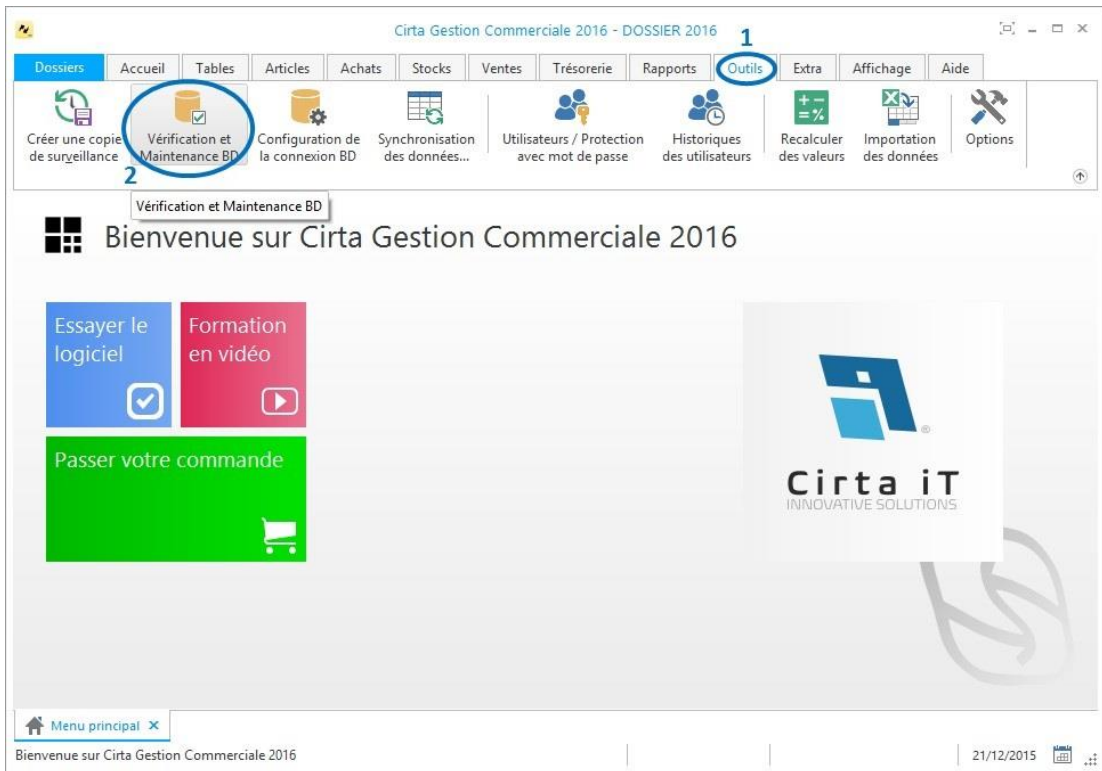 Cirta Gestion Commerciale 2016 - DOSSIER 2016
1
Dossiers Accueil Tables Articles Achats Stocks Ventes Trésorerie Rapports Outils Extra Affichage Aide
Créer une copie de surveillance
Vérification et Maintenance BD
Configuration de la connexion BD
Synchronisation des données...
Utilisateurs / Protection avec mot de passe
Historiques des utilisateurs
Recalculer des valeurs
Importation des données
Options
2
Vérification et Maintenance BD
Bienvenue sur Cirta Gestion Commerciale 2016
Essayer le
logiciel
Formation
en vidéo
Passer votre commande
Cirta iT
INNOVATIVE SOLUTIONS
Menu principal
Bienvenue sur Cirta Gestion Commerciale 2016
21/12/2015